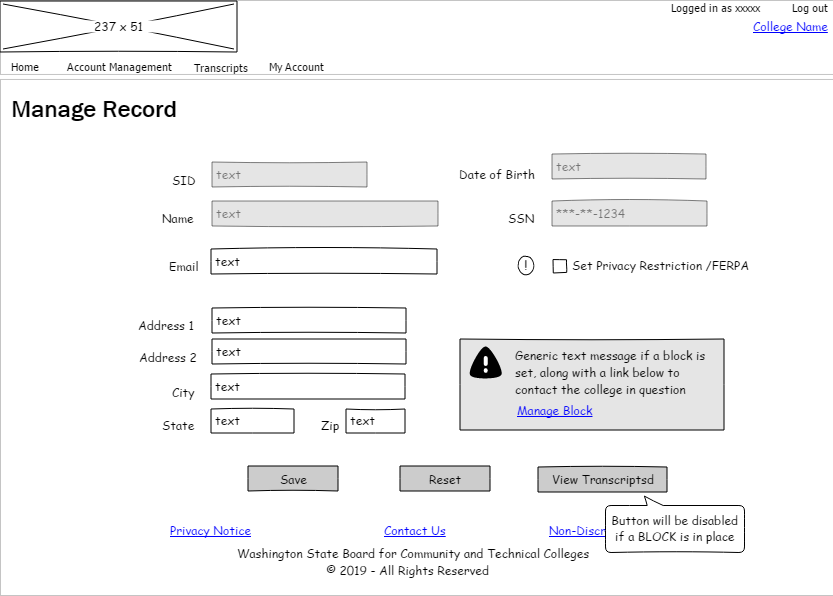 Logged in as xxxxx Log out
237 x 51
College Name
Home Account Management Transcripts My Account
Manage Record
SID text Date of Birth text
Name text SSN ***-**-1234
Email text ! Set Privacy Restriction /FERPA
Address 1 text
Address 2 text
City text
State text Zip text
Generic text message if a block is
set, along with a link below to
contact the college in question
Manage Block
Save Reset View Transcriptsd
Button will be disabled
if a BLOCK is in place
Privacy Notice Contact Us Non-Discr
Washington State Board for Community and Technical Colleges
© 2019 - All Rights Reserved